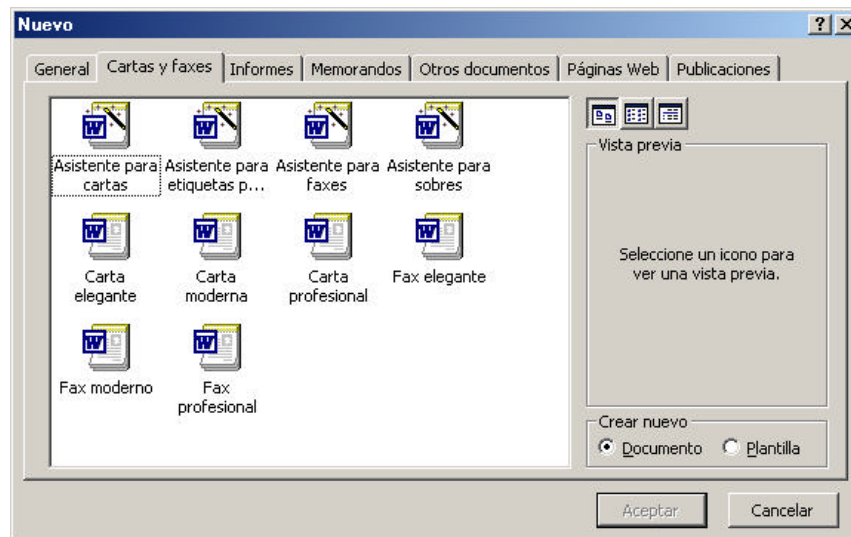 Nuevo
General Cartas y faxes Informes Memorandos Otros documentos Páginas Web Publicaciones
Asistente para cartas
Asistente para etiquetas p...
Asistente para faxes
Asistente para sobres
Carta elegante
Carta moderna
Carta profesional
Fax elegante
Fax moderno
Fax profesional
Vista previa
Seleccione un icono para
ver una vista previa.
Crear nuevo
Documento Plantilla
Aceptar Cancelar